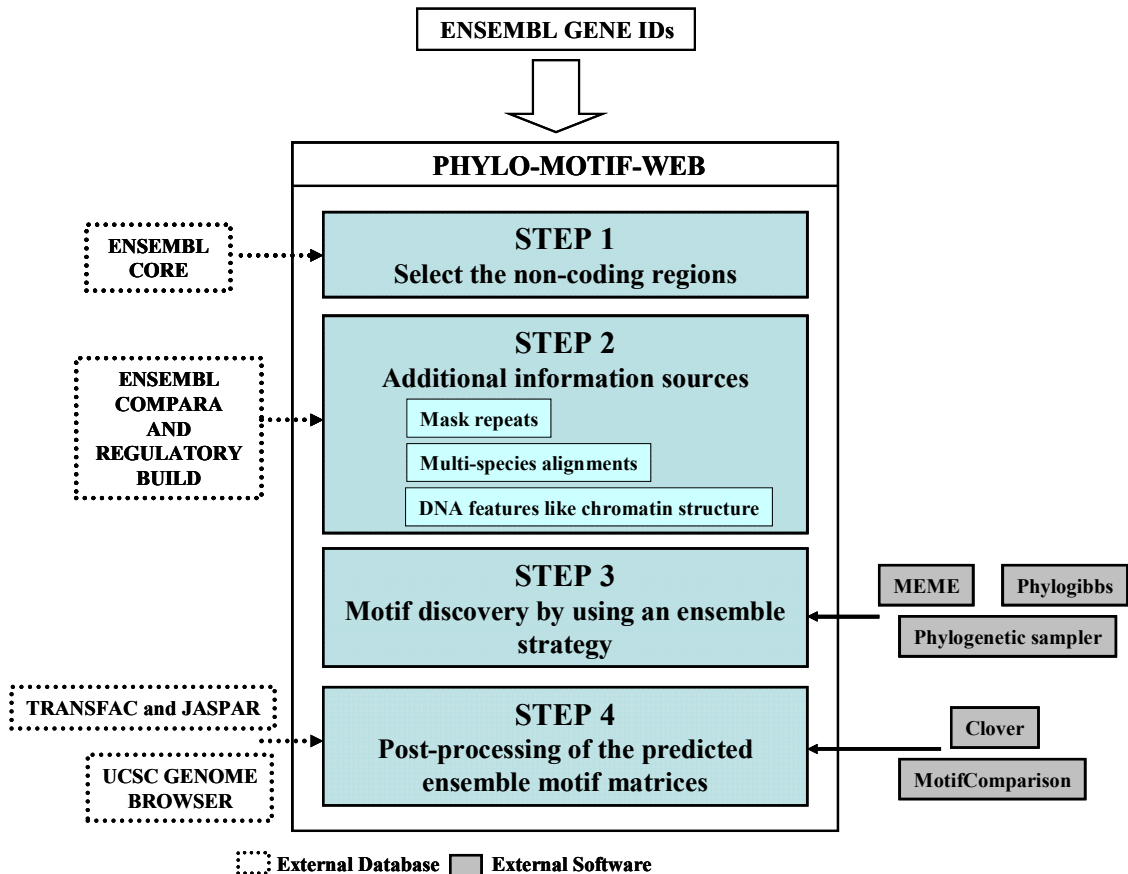 ENSEMBL GENE IDs
PHYLO-MOTIF-WEB
STEP 1
Select the non-coding regions
ENSEMBL
CORE
STEP 2
Additional information sources
Mask repeats
Multi-species alignments
DNA features like chromatin structure
ENSEMBL
COMPARA
AND
REGULATORY
BUILD
STEP 3
Motif discovery by using an ensemble
strategy
MEME
Phylogibbs
Phylogenetic sampler
STEP 4
Post-processing of the predicted
ensemble motif matrices
TRANSFAC and JASPAR
UCSC GENOME
BROWSER
Clover
MotifComparison
External Database
External Software